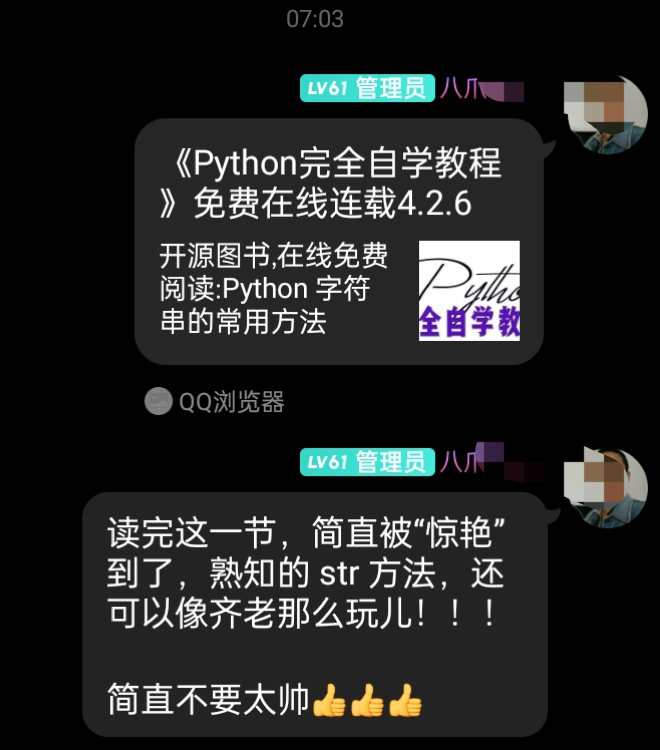 07:03
LV61 管理员 八爪
《Python完全自学教程
》免费在线连载4.2.6
开源图书,在线免费
阅读:Python 字符
串的常用方法
Pytho
全自学教
QQ浏览器
LV61 管理员 八爪
读完这一节，简直被“惊艳”
到了，熟知的 str 方法，还
可以像齐老那么玩儿！！！
简直不要太帅👍👍👍